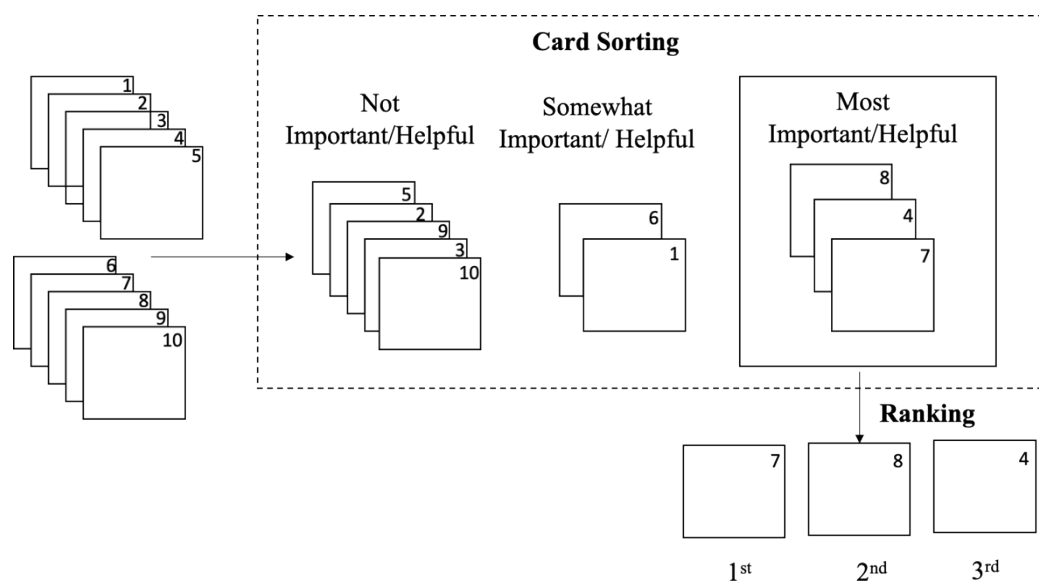 Card Sorting
1
2
3
4
5
6
7
8
9
10
Not
Important/Helpful
5
2
9
3
10
Somewhat
Important/ Helpful
6
1
Most
Important/Helpful
8
4
7
Ranking
7
8
4
1st
2nd
3rd